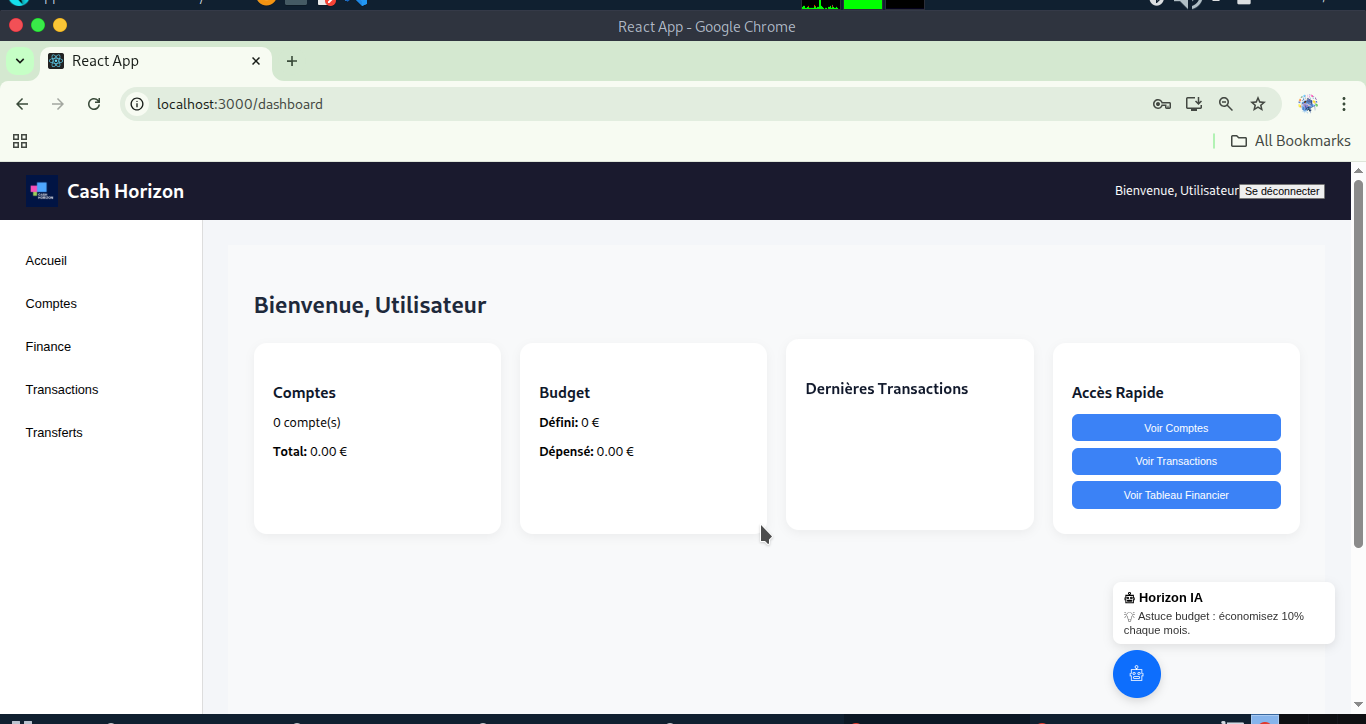 React App - Google Chrome
React App
localhost:3000/dashboard
All Bookmarks
Cash Horizon
Bienvenue, Utilisateur Se déconnecter
Accueil
Comptes
Finance
Transactions
Transferts
Bienvenue, Utilisateur
Comptes
0 compte(s)
Total: 0.00 €
Budget
Défini: 0 €
Dépensé: 0.00 €
Dernières Transactions
Accès Rapide
Voir Comptes
Voir Transactions
Voir Tableau Financier
Horizon IA
Astuce budget : économisez 10%
chaque mois.